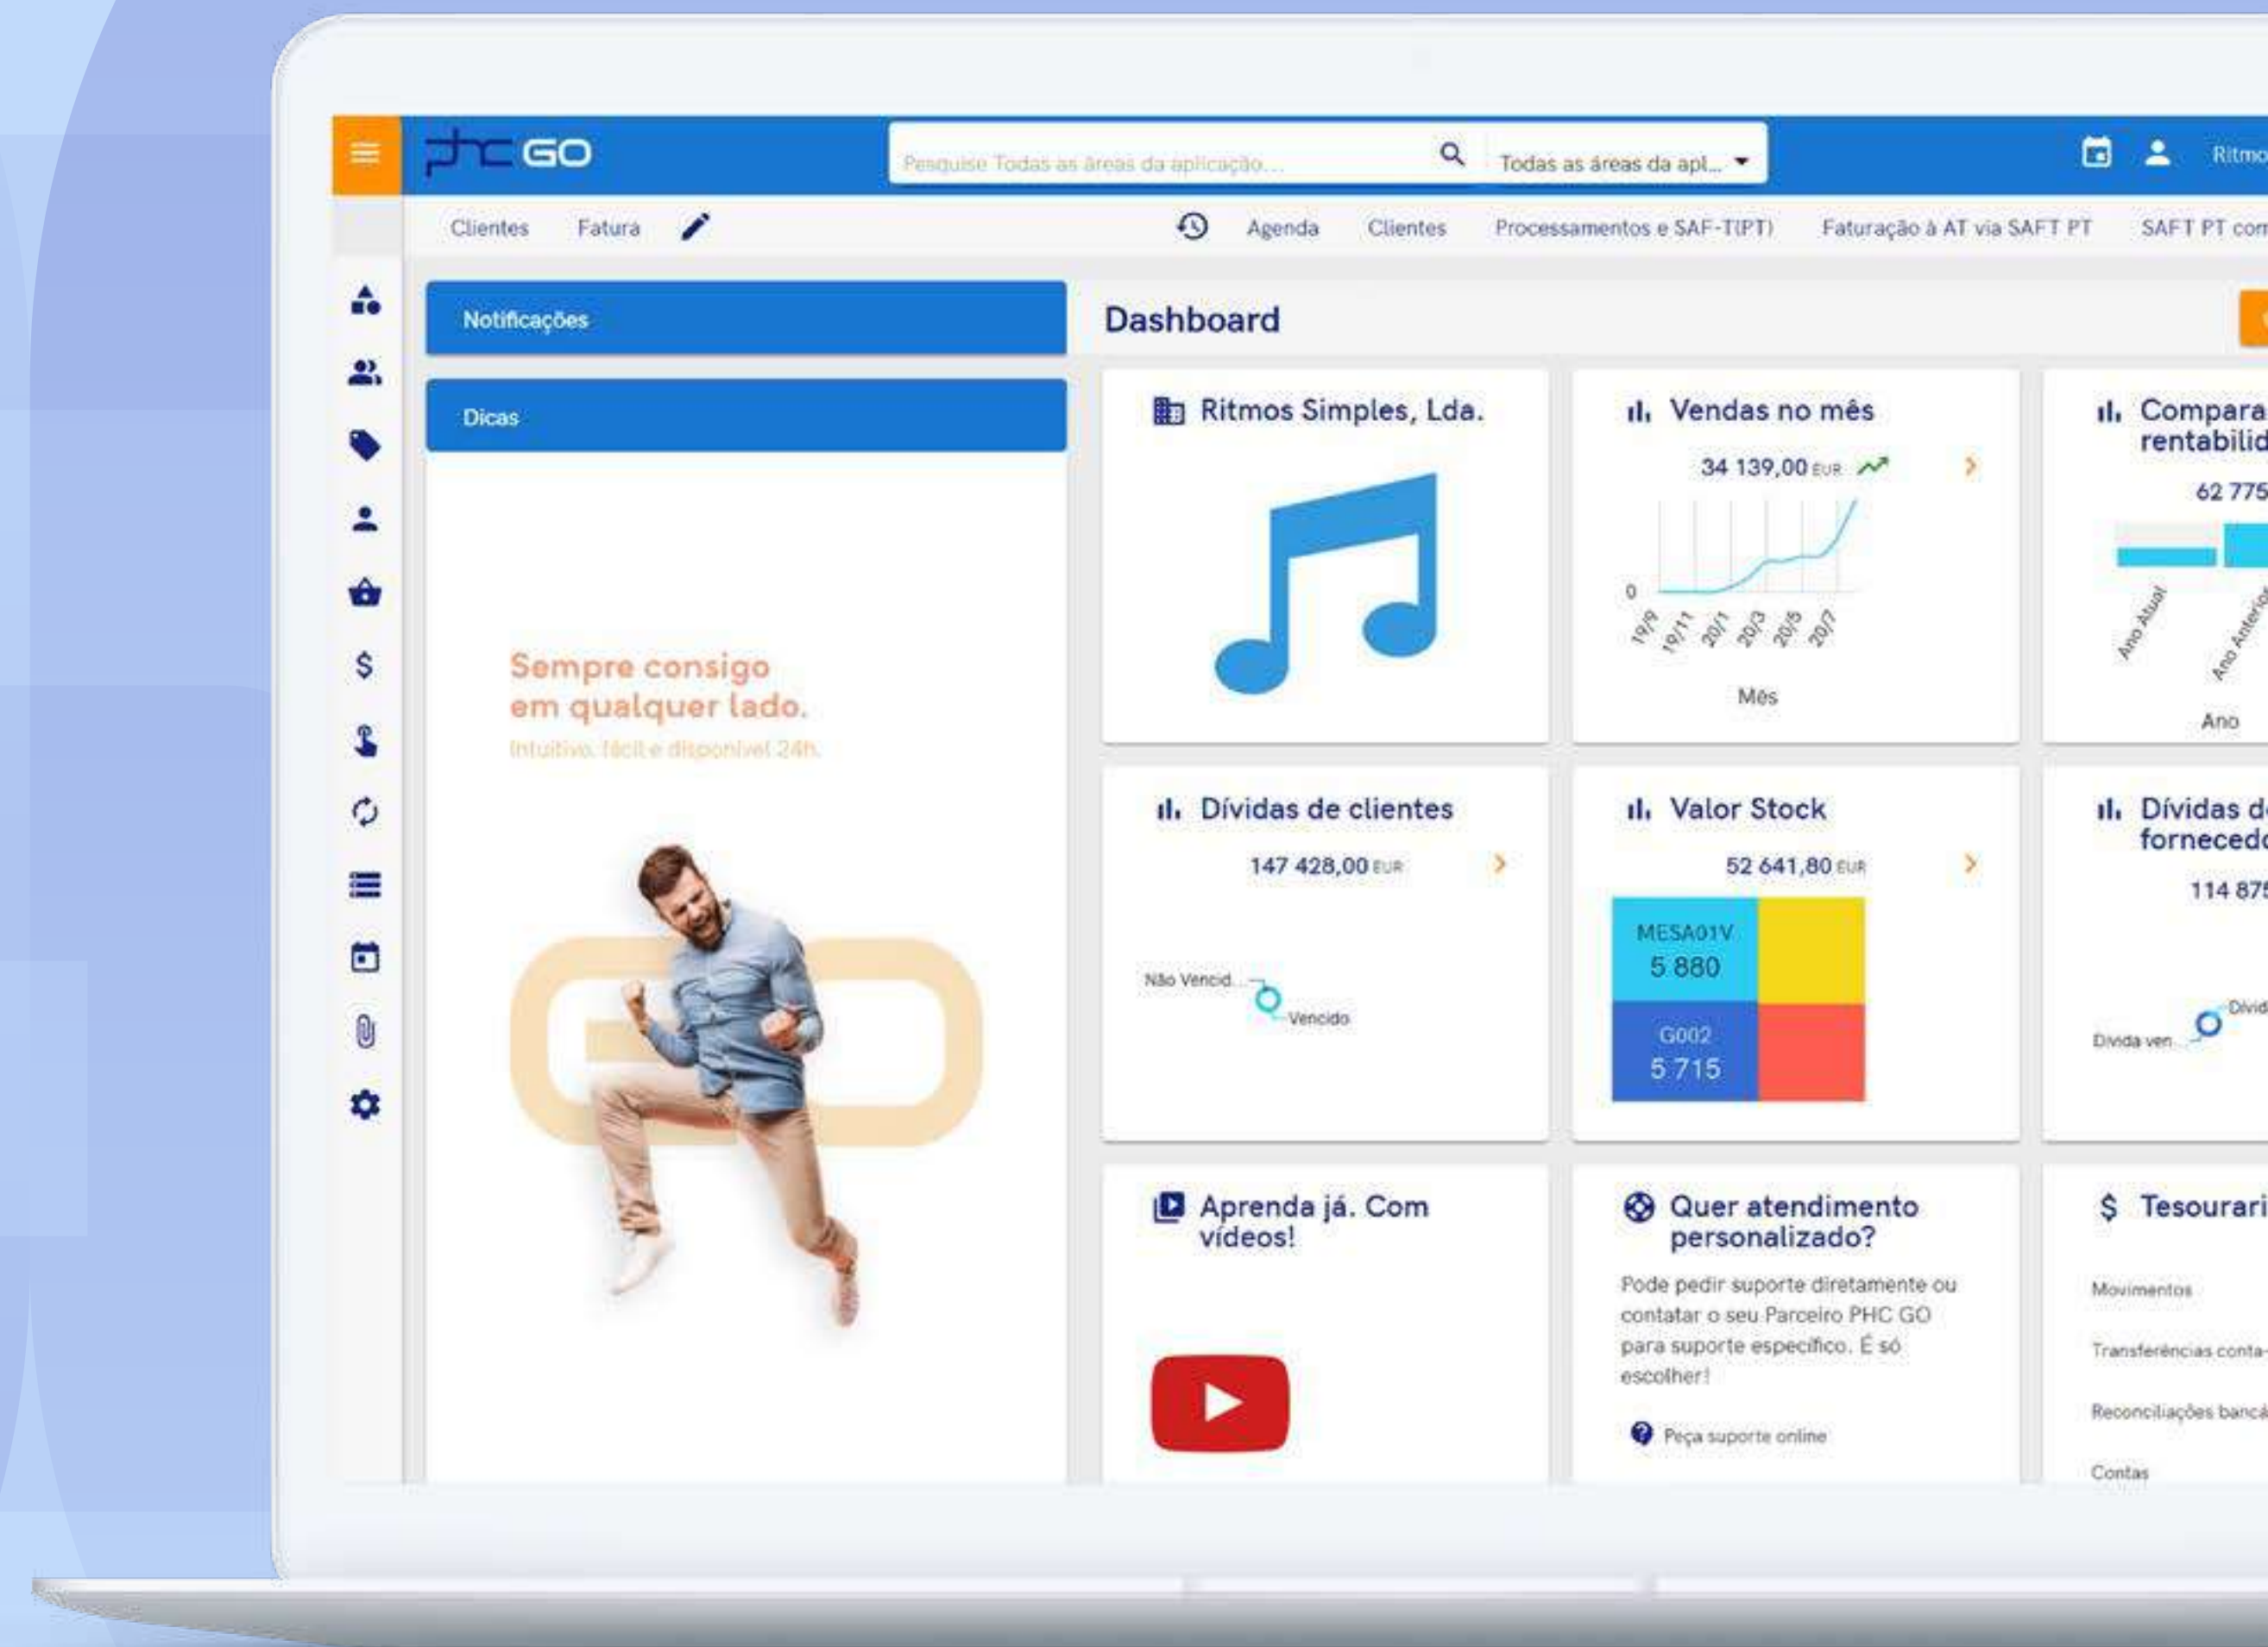 phc GO
Pesquise Todas as áreas da aplicação...
Todas as áreas da apl...
Ritmos
Clientes
Fatura
Agenda
Clientes
Processamentos e SAF-T(PT)
Faturação à AT via SAFT PT
SAFT PT com
Notificações
Dicas
Sempre consigo
em qualquer lado.
Intuitivo, fácil e disponível 24h.
Dashboard
Ritmos Simples, Lda.
Vendas no mês
34 139,00 EUR
0
19/9
19/11
20/1
20/3
20/5
20/7
Mês
Compara
rentabilid
62 775
Ano Atual
Ano Anterior
Ano
Dívidas de clientes
147 428,00 EUR
Não Vencid...
Vencido
Valor Stock
52 641,80 EUR
MESA01V
5 880
G002
5 715
Dívidas de
fornecedo
114 875
Divida ven...
Divid
Aprenda já. Com
vídeos!
Quer atendimento
personalizado?
Pode pedir suporte diretamente ou
contatar o seu Parceiro PHC GO
para suporte específico. É só
escolher!
Peça suporte online
Tesourari
Movimentos
Transferências conta-
Reconciliações bancá
Contas